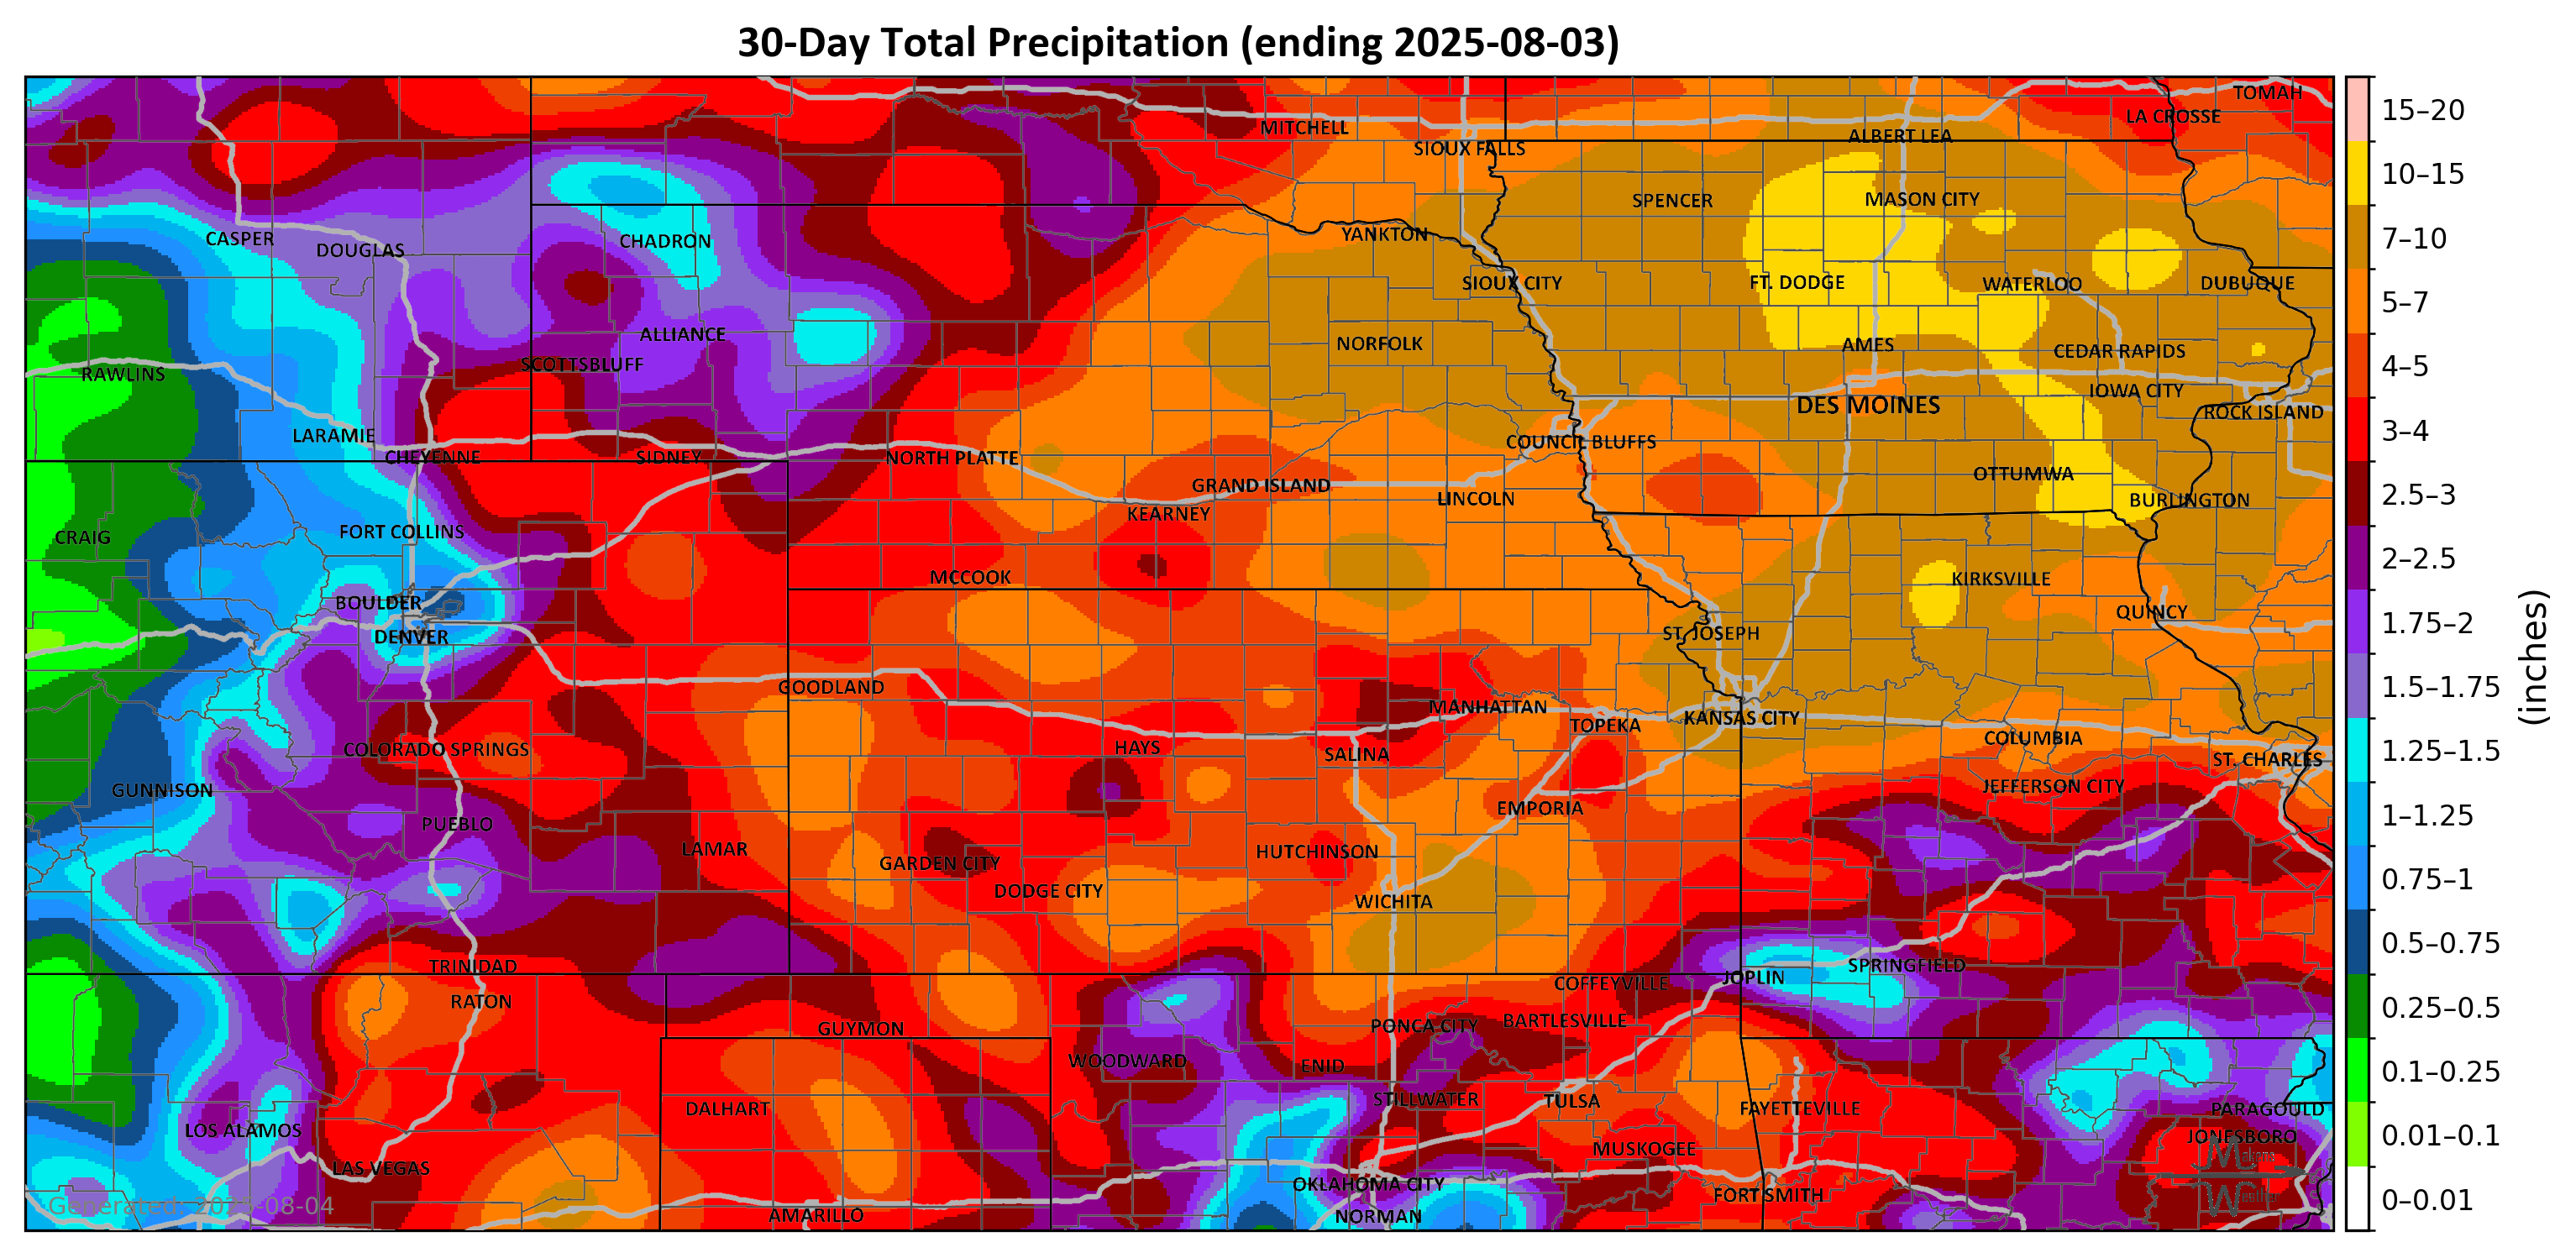 30-Day Total Precipitation (ending 2025-08-03)
TOMAH
LA CROSSE
MITCHELL
ALBERT LEA
SIOUX FALLS
SPENCER
MASON CITY
CASPER
DOUGLAS
CHADRON
YANKTON
SIOUX CITY
FT. DODGE
WATERLOO
DUBUQUE
ALLIANCE
NORFOLK
AMES
CEDAR RAPIDS
SCOTTSBLUFF
RAWLINS
IOWA CITY
DES MOINES
ROCK ISLAND
LARAMIE
COUNCIL BLUFFS
CHEYENNE
SIDNEY
NORTH PLATTE
OTTUMWA
GRAND ISLAND
LINCOLN
BURLINGTON
KEARNEY
CRAIG
FORT COLLINS
MCCOOK
KIRKSVILLE
BOULDER
QUINCY
DENVER
ST. JOSEPH
GOODLAND
MANHATTAN
TOPEKA
KANSAS CITY
COLORADO SPRINGS
HAYS
SALINA
COLUMBIA
ST. CHARLES
GUNNISON
JEFFERSON CITY
EMPORIA
PUEBLO
LAMAR
GARDEN CITY
HUTCHINSON
DODGE CITY
WICHITA
TRINIDAD
SPRINGFIELD
JOPLIN
COFFEYVILLE
RATON
GUYMON
PONCA CITY
BARTLESVILLE
WOODWARD
ENID
DALHART
STILLWATER
TULSA
FAYETTEVILLE
PARAGOULD
LOS ALAMOS
JONESBORO
MUSKOGEE
LAS VEGAS
OKLAHOMA CITY
FORT SMITH
AMARILLO
NORMAN
Generated: 2025-08-04
Makens
Weather
15–20
10–15
7–10
5–7
4–5
3–4
2.5–3
2–2.5
1.75–2
1.5–1.75
1.25–1.5
1–1.25
0.75–1
0.5–0.75
0.25–0.5
0.1–0.25
0.01–0.1
0–0.01
(inches)